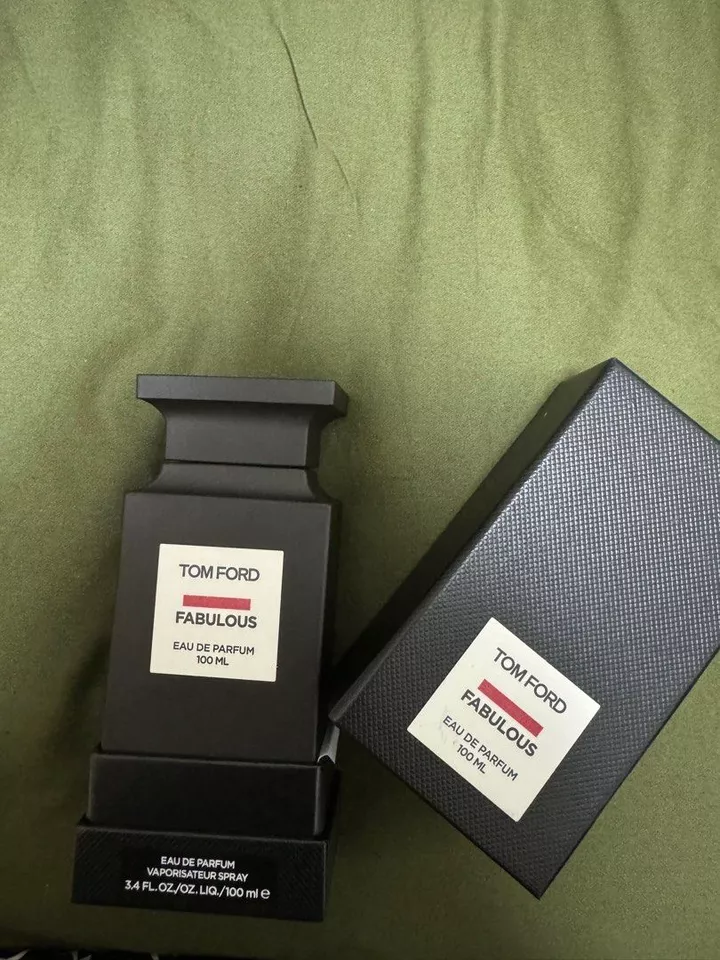 TOM FORD
FABULOUS
EAU DE PARFUM
100 ML
EAU DE PARFUM
VAPORISATEUR SPRAY
3.4 FL. OZ./OZ. LIQ./100 ml ℮
TOM FORD
FABULOUS
EAU DE PARFUM
100 ML